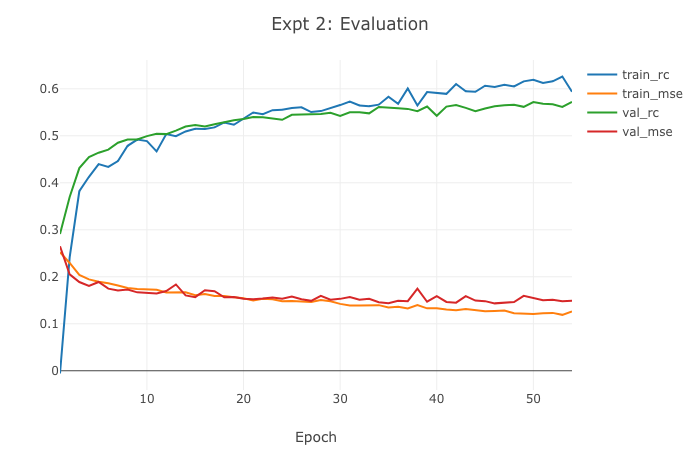 Expt 2: Evaluation
0.6
0.5
0.4
0.3
0.2
0.1
0
10
20
30
40
50
Epoch
train_rc
train_mse
val_rc
val_mse